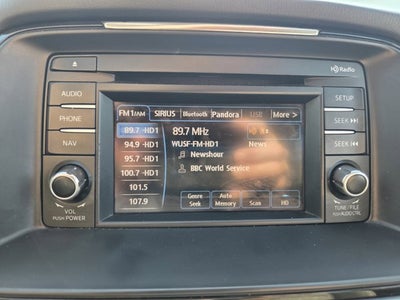 HD Radio
AUDIO
PHONE
NAV
VOL
PUSH/POWER
FM 1/AM SIRIUS Bluetooth Pandora USB More >
89.7 -HD1
94.9 -HD1
95.7 -HD1
100.7 -HD1
101.5
107.9
89.7 MHz
WUSF-FM-HD1 News
Newshour
BBC World Service
Genre Seek
Auto Memory
Scan
HD
SETUP
SEEK
SEEK
TUNE/FILE
PUSH AUDIO CTRL